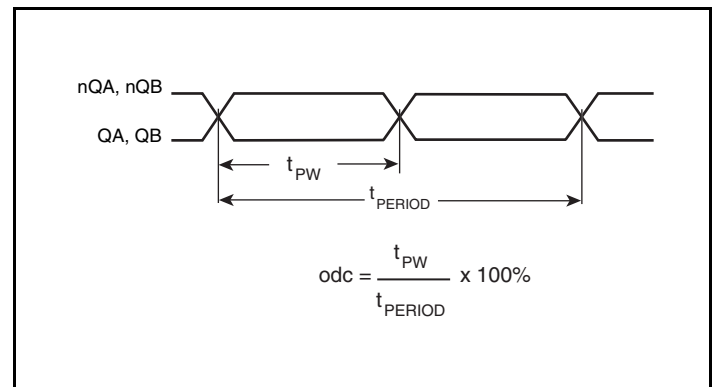 nQA, nQB
QA, QB
tPW
tPERIOD
odc = tPW / tPERIOD x 100%